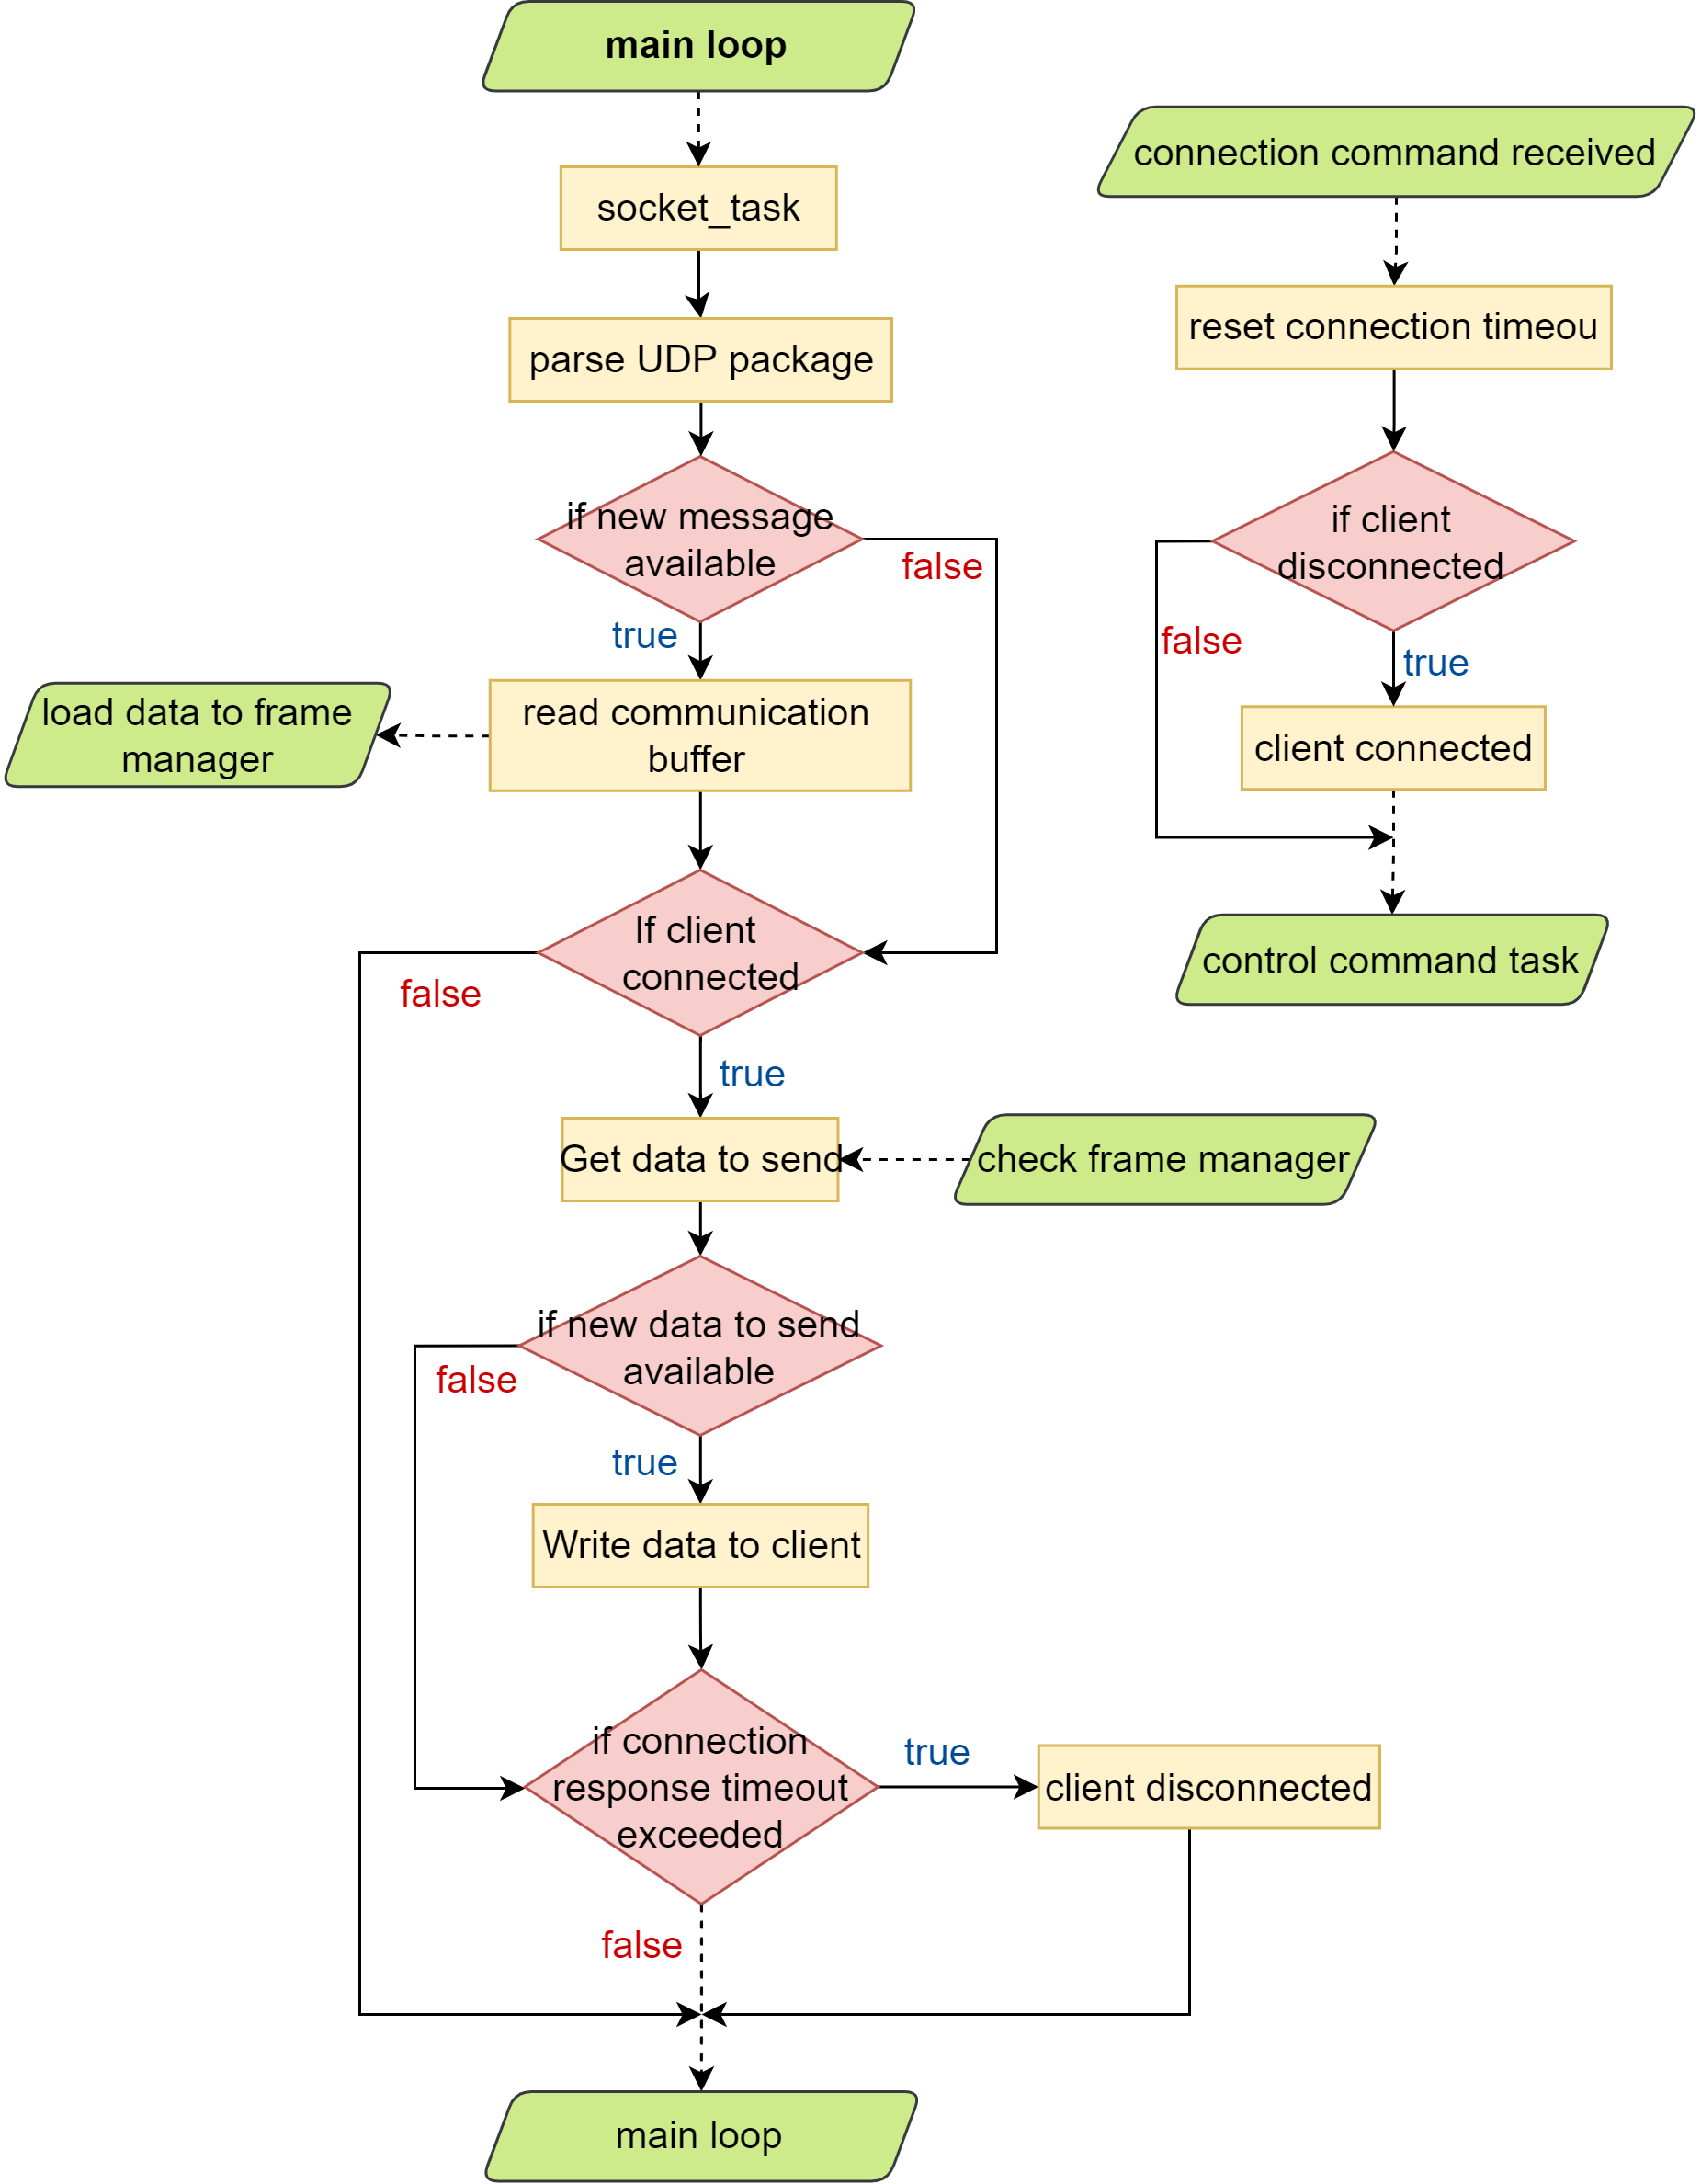 main loop
socket_task
parse UDP package
if new message
available
false
true
read communication
buffer
load data to frame
manager
If client
connected
false
true
Get data to send
check frame manager
if new data to send
available
false
true
Write data to client
if connection
response timeout
exceeded
true
client disconnected
false
main loop
connection command received
reset connection timeou
if client
disconnected
false
true
client connected
control command task